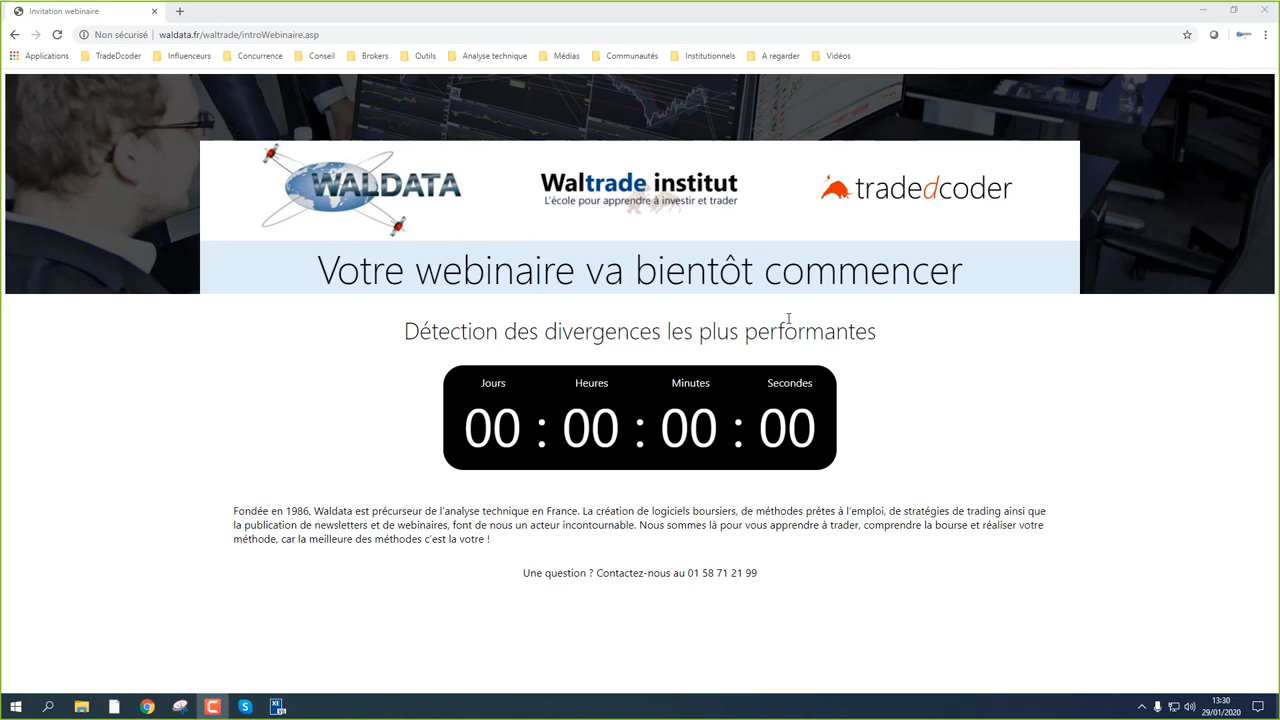 Invitation webinaire
Non sécurisé | waldata.fr/waltrade/introWebinaire.asp
Applications TradeDcoder Influenceurs Concurrence Conseil Brokers Outils Analyse technique Médias Communautés Institutionnels A regarder Vidéos
WALDATA
Waltrade institut
L'école pour apprendre à investir et trader
tradedcoder
Votre webinaire va bientôt commencer
Détection des divergences les plus performantes
Jours Heures Minutes Secondes
00 : 00 : 00 : 00
Fondée en 1986, Waldata est précurseur de l'analyse technique en France. La création de logiciels boursiers, de méthodes prêtes à l'emploi, de stratégies de trading ainsi que
la publication de newsletters et de webinaires, font de nous un acteur incontournable. Nous sommes là pour vous apprendre à trader, comprendre la bourse et réaliser votre
méthode, car la meilleure des méthodes c'est la votre !
Une question ? Contactez-nous au 01 58 71 21 99
13:30
29/01/2020